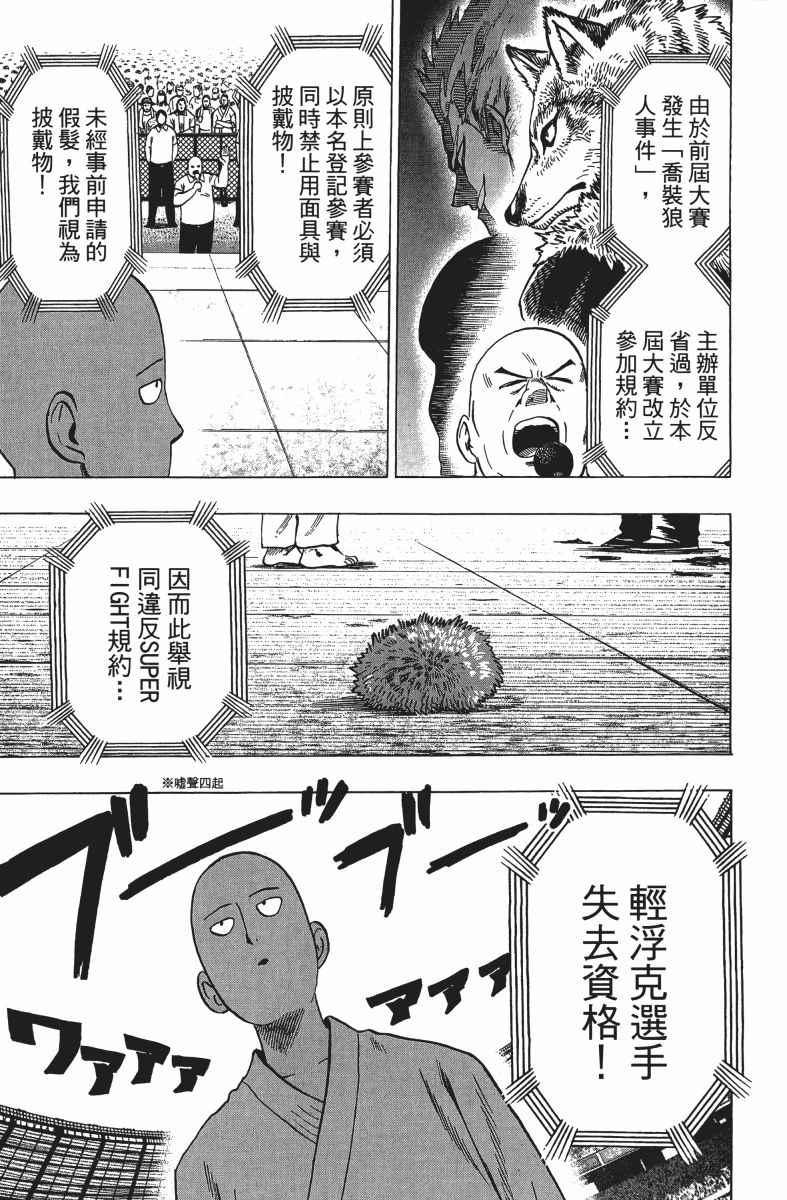 由於前屆大賽
發生「喬裝狼
人事件」，
主辦單位反
省過，於本
屆大賽改立
參加規約…
原則上參賽者必須
以本名登記參賽，
同時禁止用面具與
披戴物！
未經事前申請的
假髮，我們視為
披戴物！
因而此舉視
同違反SUPER
FIGHT規約…
※噓聲四起
ブーブー
輕浮克選手
失去資格！
ワァァァ
アァァ